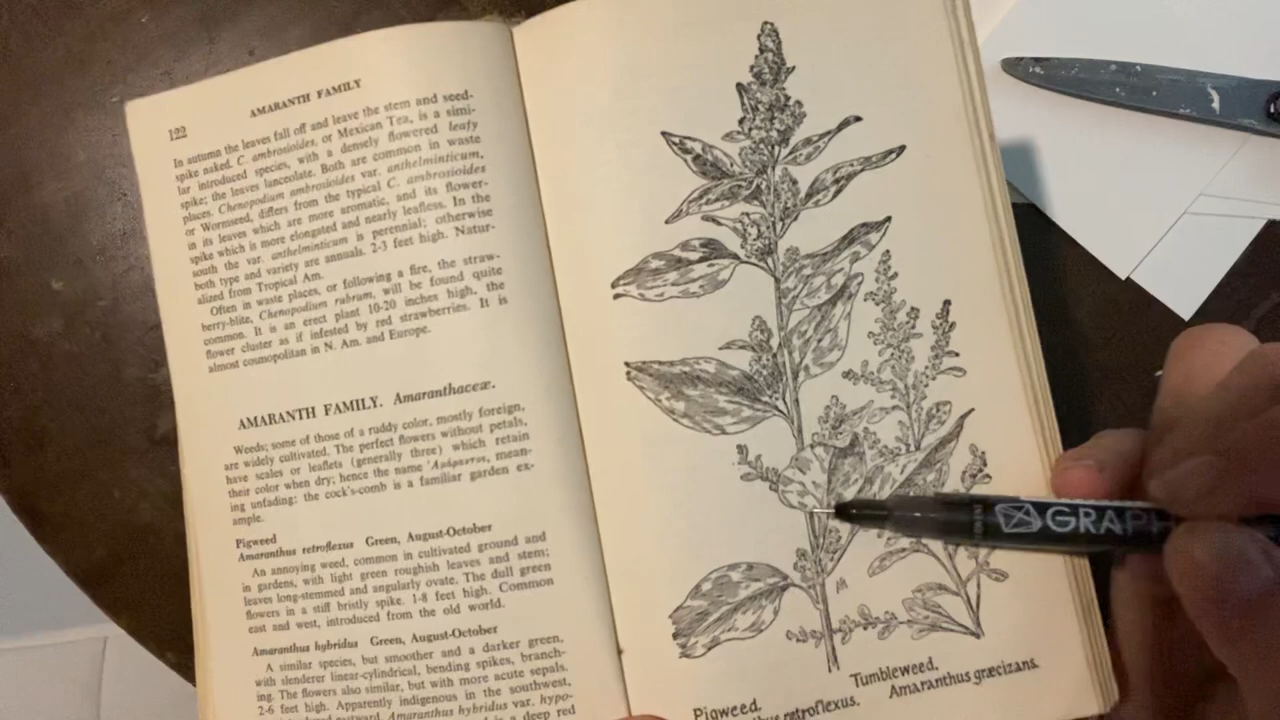 122
AMARANTH FAMILY
In autumn the leaves fall off and leave the stem and seed-
spike naked. C. ambrosioides, or Mexican Tea, is a simi-
lar introduced species, with a densely flowered leafy
spike; the leaves lanceolate. Both are common in waste
places. Chenopodium ambrosioides var. anthelminticum,
or Wormseed, differs from the typical C. ambrosioides
in its leaves which are more aromatic, and its flower-
spike which is more elongated and nearly leafless. In the
south the var. anthelminticum is perennial; otherwise
both type and variety are annuals. 2-3 feet high. Natur-
alized from Tropical Am.
Often in waste places, or following a fire, the straw-
berry-blite, Chenopodium rubrum, will be found quite
common. It is an erect plant 10-20 inches high, the
flower cluster as if infested by red strawberries. It is
almost cosmopolitan in N. Am. and Europe.
AMARANTH FAMILY. Amaranthaceæ.
Weeds; some of those of a ruddy color, mostly foreign,
are widely cultivated. The perfect flowers without petals,
have scales or leaflets (generally three) which retain
their color when dry; hence the name Ἀμάραντος, mean-
ing unfading: the cock's-comb is a familiar garden ex-
ample.
Pigweed
Amaranthus retroflexus Green, August-October
An annoying weed, common in cultivated ground and
in gardens, with light green roughish leaves and stem;
leaves long-stemmed and angularly ovate. The dull green
flowers in a stiff bristly spike. 1-8 feet high. Common
east and west, introduced from the old world.
Amaranthus hybridus Green, August-October
A similar species, but smoother and a darker green,
with slenderer linear-cylindrical, bending spikes, branch-
ing. The flowers also similar, but with more acute sepals.
2-6 feet high. Apparently indigenous in the southwest,
Amaranthus hybridus var. hypo-
a deep red
Pigweed.
retroflexus.
Tumbleweed.
Amaranthus græcizans.
GRAPH